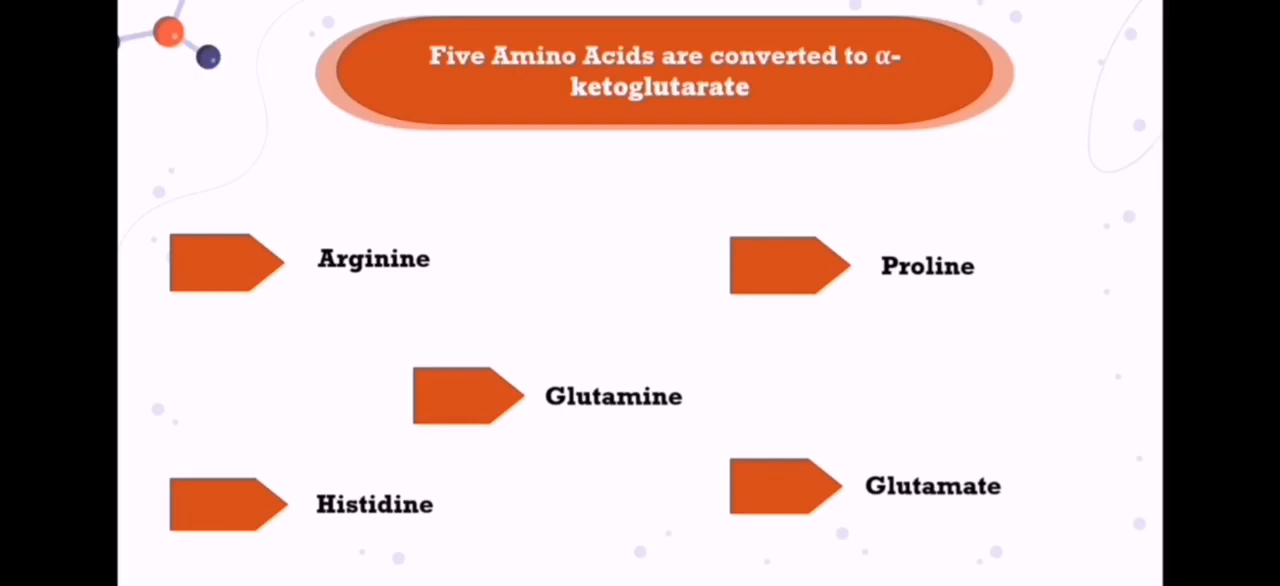 Five Amino Acids are converted to α-
ketoglutarate
Arginine
Proline
Glutamine
Histidine
Glutamate